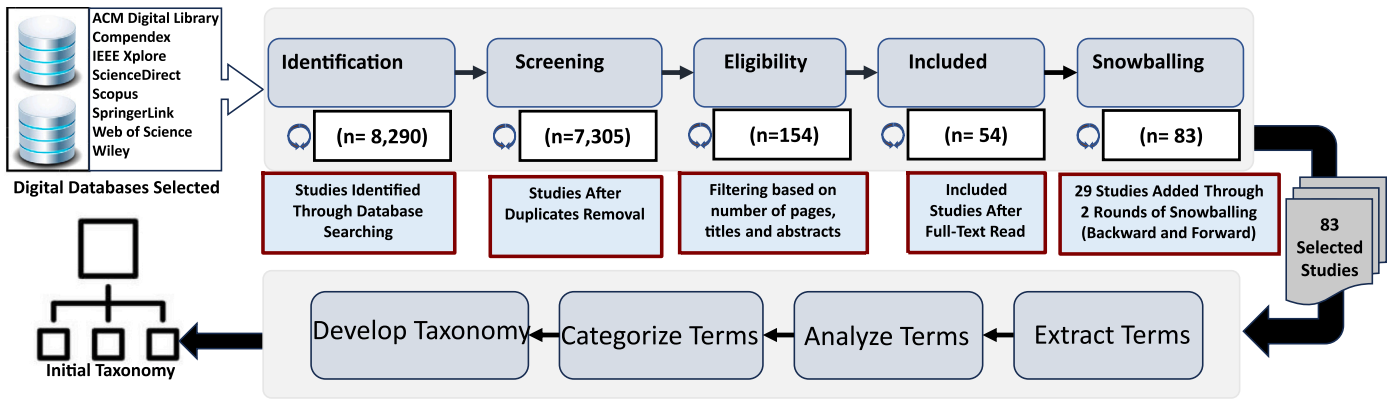 ACM Digital Library
Compendex
IEEE Xplore
ScienceDirect
Scopus
SpringerLink
Web of Science
Wiley
Digital Databases Selected
Identification
Screening
Eligibility
Included
Snowballing
(n= 8,290)
(n=7,305)
(n=154)
(n= 54)
(n= 83)
Studies Identified
Through Database
Searching
Studies After
Duplicates Removal
Filtering based on
number of pages,
titles and abstracts
Included
Studies After
Full-Text Read
29 Studies Added Through
2 Rounds of Snowballing
(Backward and Forward)
83
Selected
Studies
Extract Terms
Analyze Terms
Categorize Terms
Develop Taxonomy
Initial Taxonomy